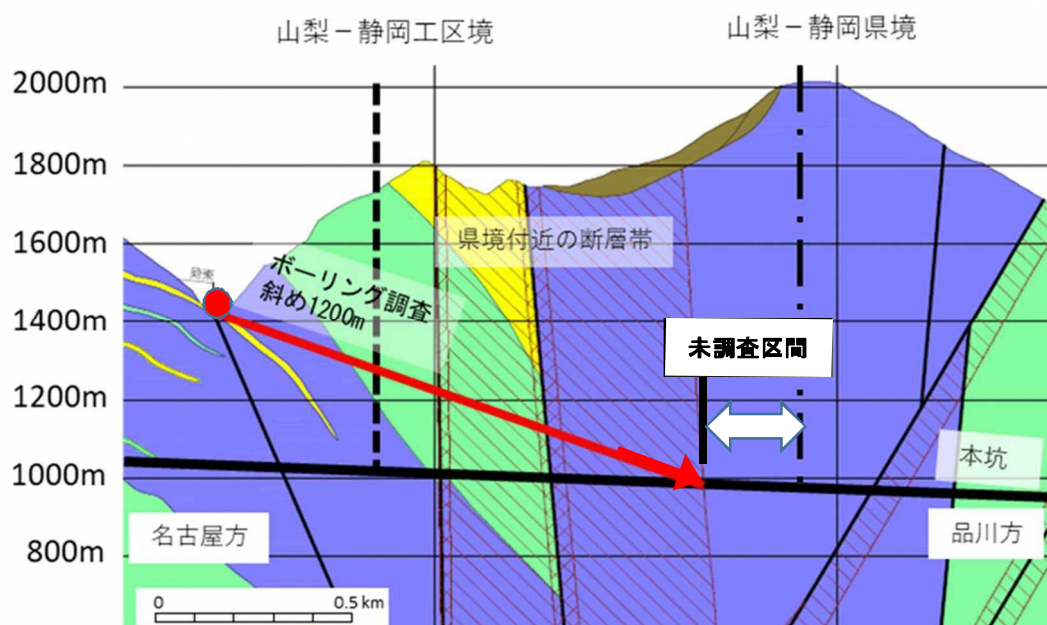 山梨－静岡工区境
山梨－静岡県境
2000m
1800m
1600m
1400m
1200m
1000m
800m
県境付近の断層帯
ボーリング調査
斜め1200m
未調査区間
本坑
名古屋方
品川方
0
0.5 km